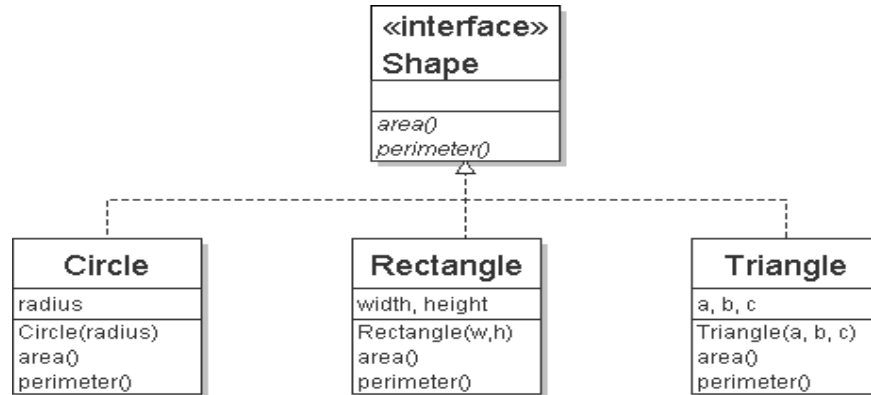 «interface»
Shape
area()
perimeter()
Circle
radius
Circle(radius)
area()
perimeter()
Rectangle
width, height
Rectangle(w,h)
area()
perimeter()
Triangle
a, b, c
Triangle(a, b, c)
area()
perimeter()